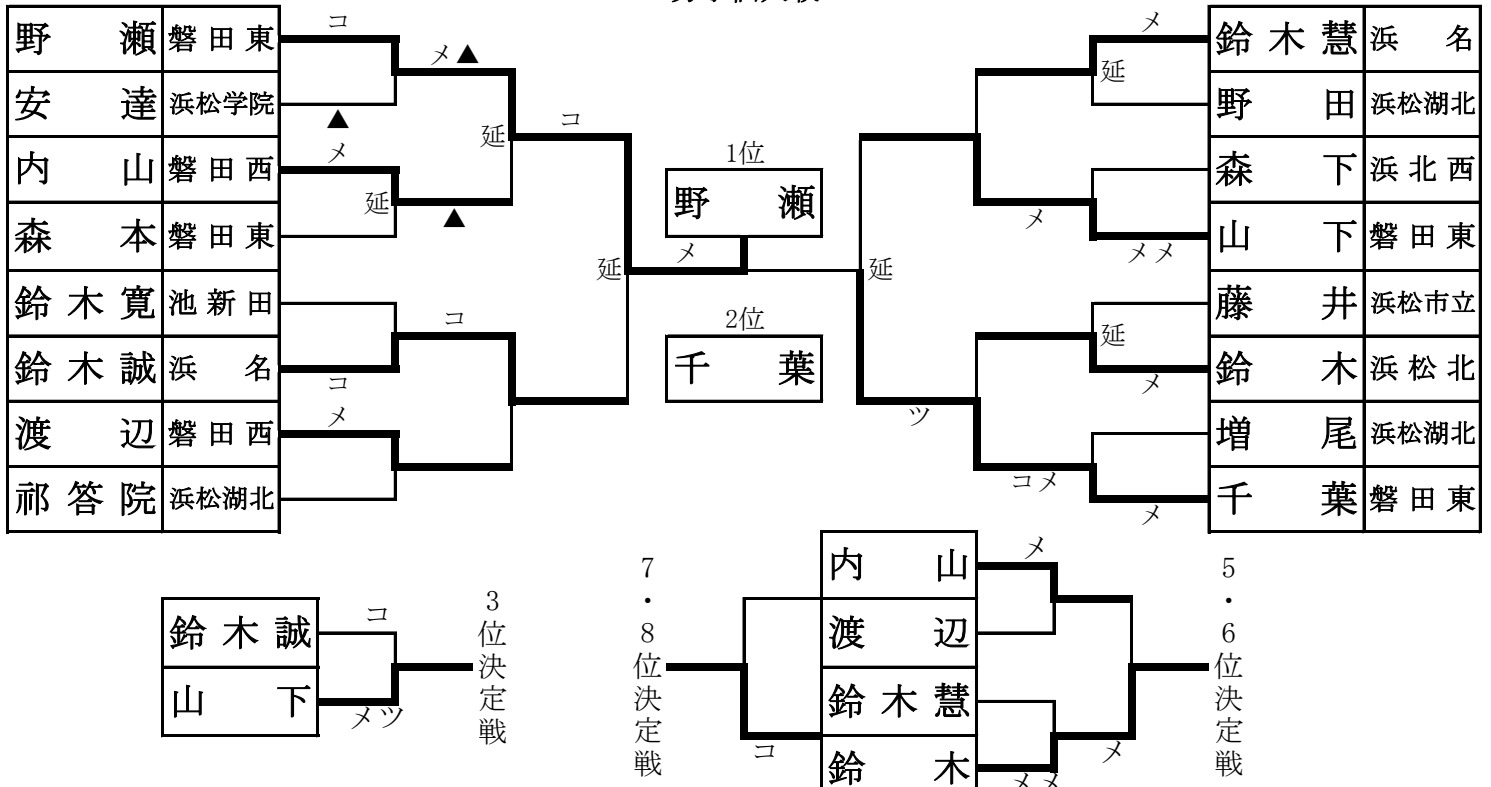 コ
メ
野瀬 磐田東
鈴木慧 浜名
メ▲
延
安達 浜松学院
野田 浜松湖北
▲
コ
延
メ
1位
内山 磐田西
森下 浜北西
延
野瀬
▲
メ
森本 磐田東
山下 磐田東
メ
メメ
延
延
鈴木寛 池新田
藤井 浜松市立
コ
2位
延
鈴木誠 浜名
千葉
鈴木 浜松北
コ
メ
メ
ツ
渡辺 磐田西
増尾 浜松湖北
コメ
祁答院 浜松湖北
千葉 磐田東
メ
3位決定戦
鈴木誠
コ
山下
メツ
7・8位決定戦
コ
内山
メ
渡辺
鈴木慧
鈴木
メメ
メ
5・6位決定戦